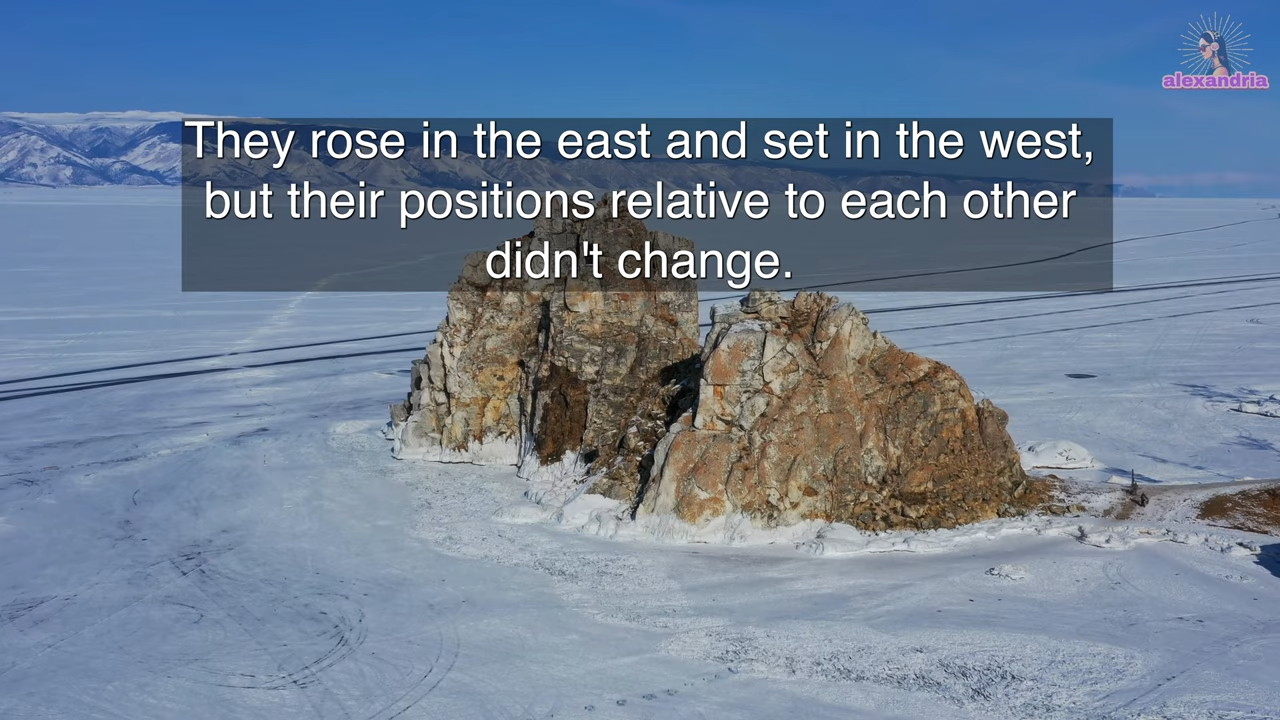 alexandria
They rose in the east and set in the west,
but their positions relative to each other
didn't change.